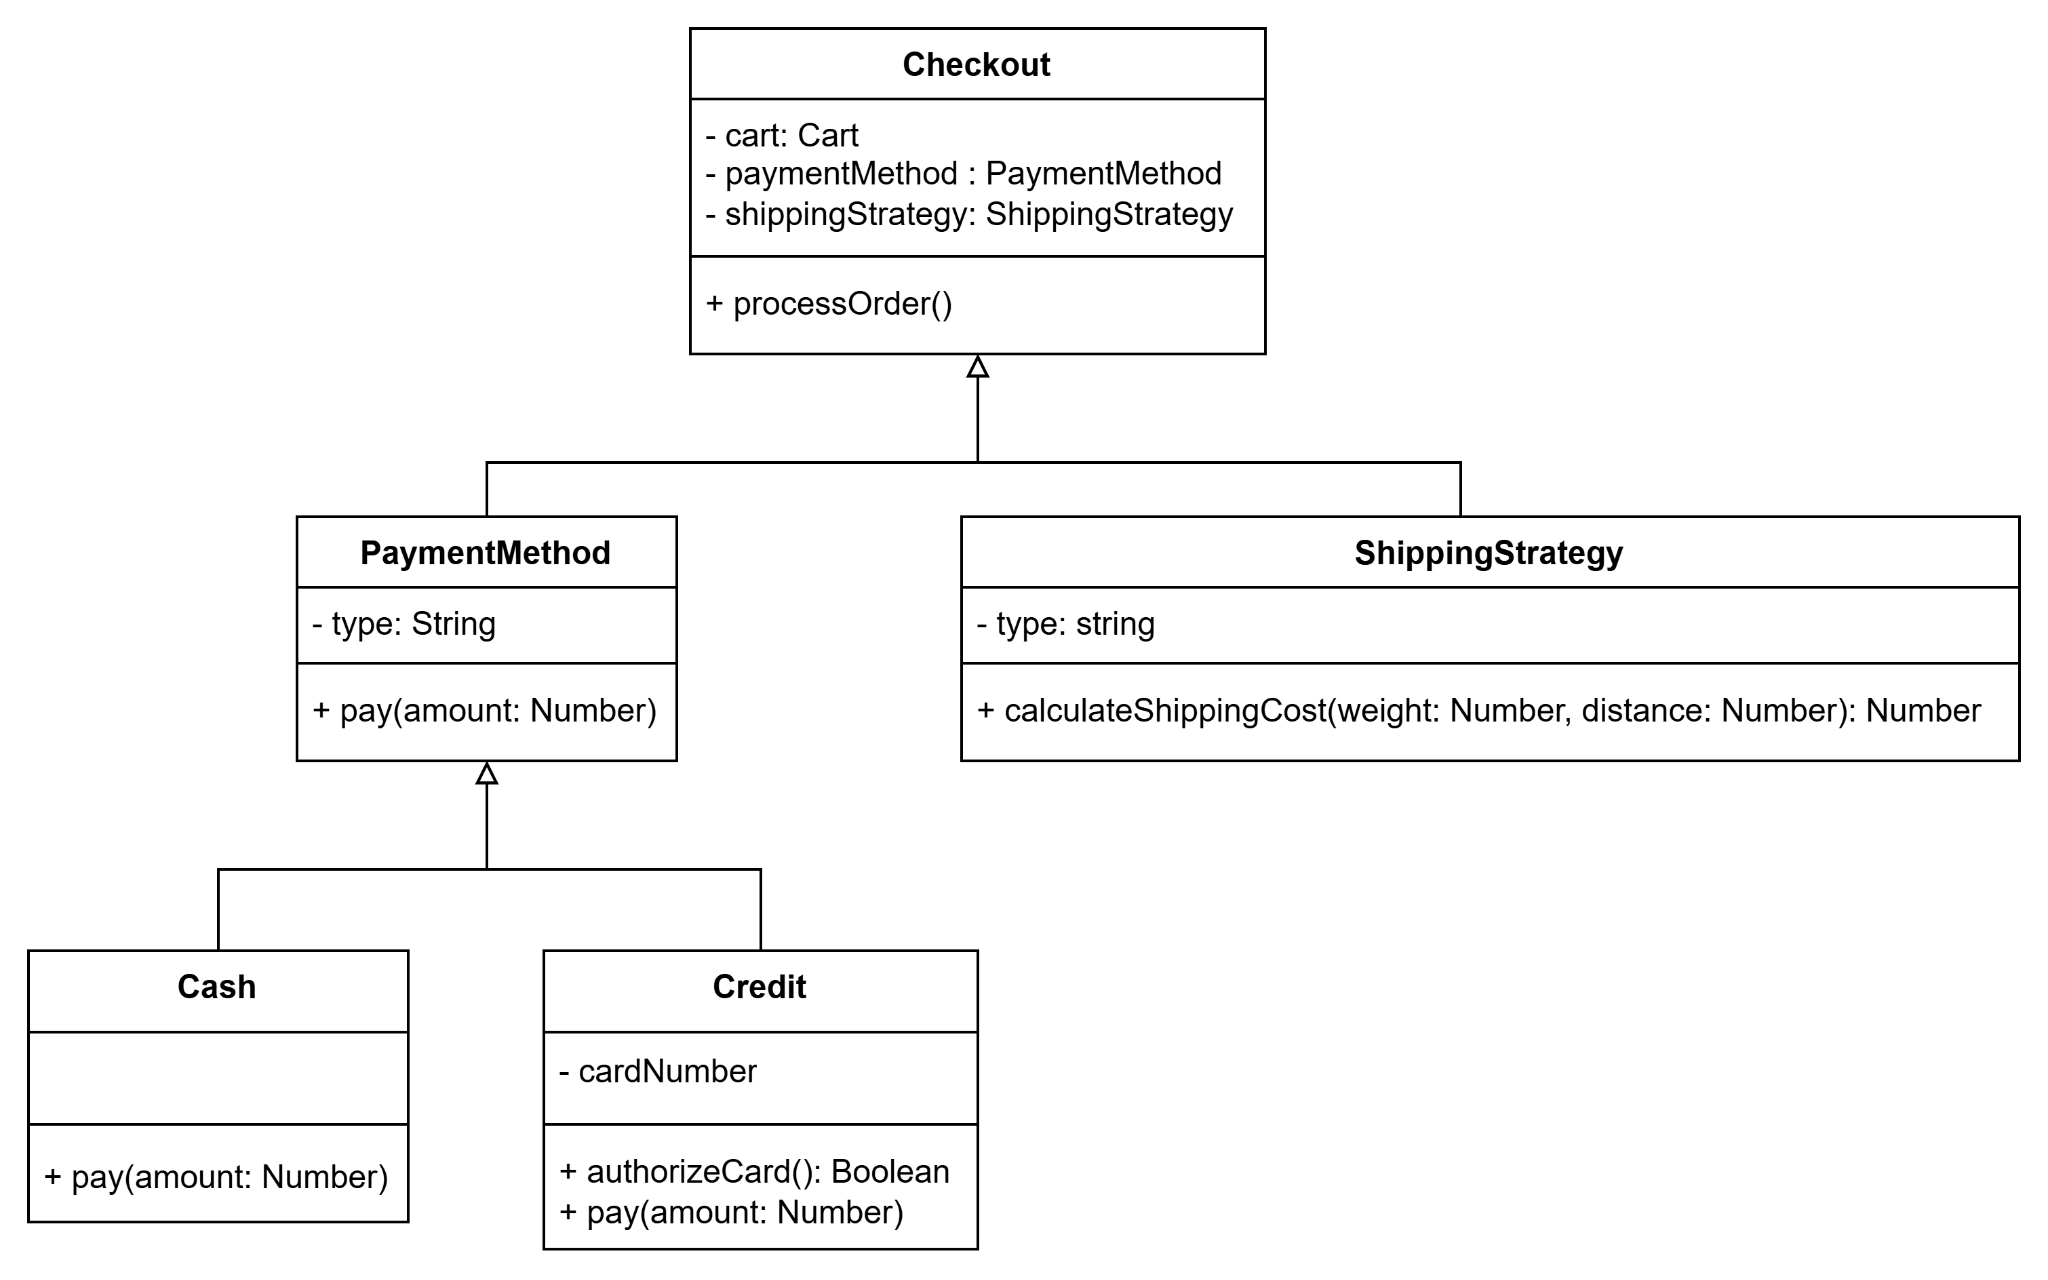 Checkout
- cart: Cart
- paymentMethod : PaymentMethod
- shippingStrategy: ShippingStrategy
+ processOrder()
PaymentMethod
- type: String
+ pay(amount: Number)
ShippingStrategy
- type: string
+ calculateShippingCost(weight: Number, distance: Number): Number
Cash
+ pay(amount: Number)
Credit
- cardNumber
+ authorizeCard(): Boolean
+ pay(amount: Number)